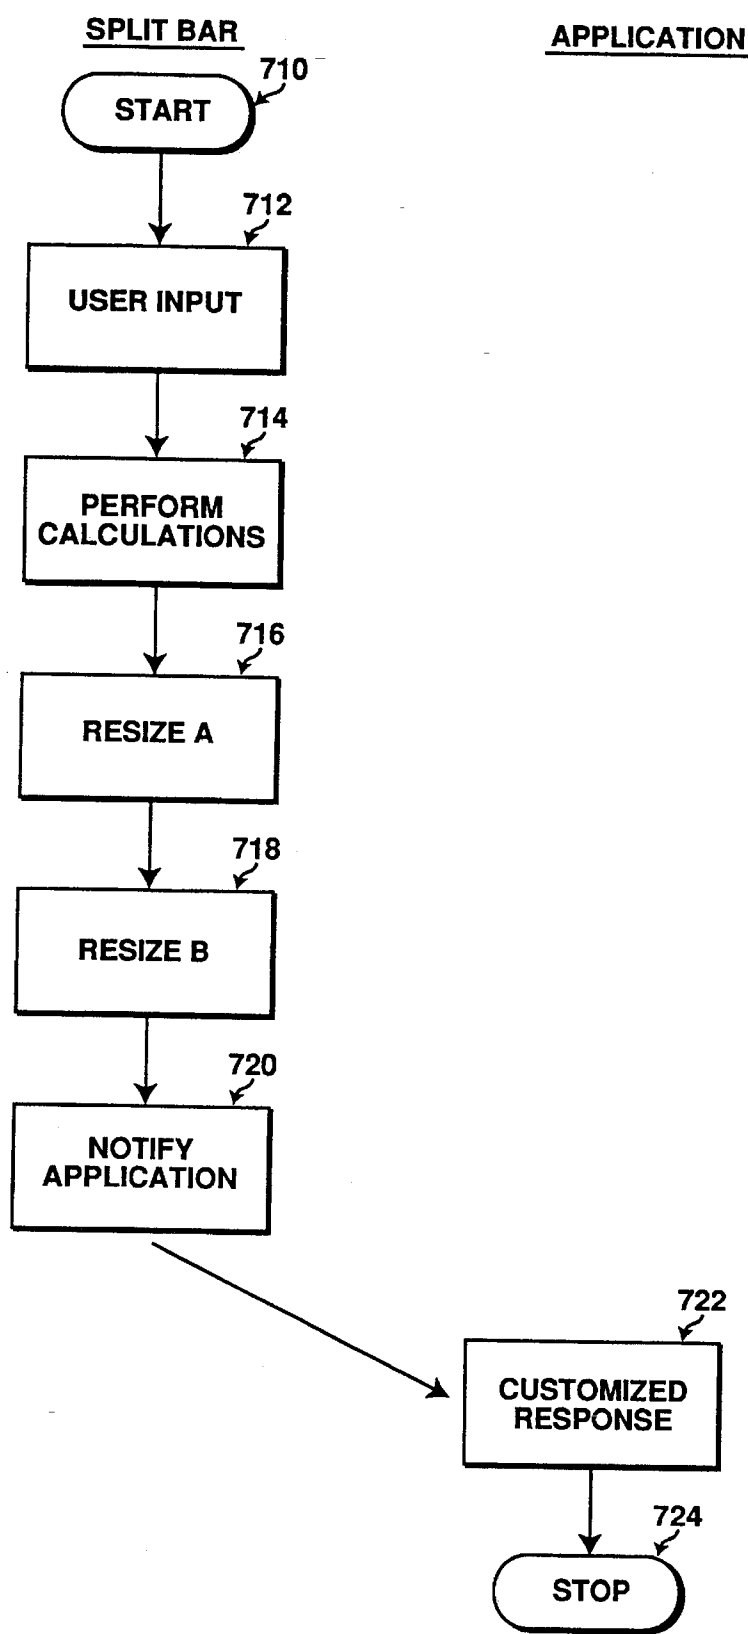 SPLIT BAR
APPLICATION
710
START
712
USER INPUT
714
PERFORM
CALCULATIONS
716
RESIZE A
718
RESIZE B
720
NOTIFY
APPLICATION
722
CUSTOMIZED
RESPONSE
724
STOP